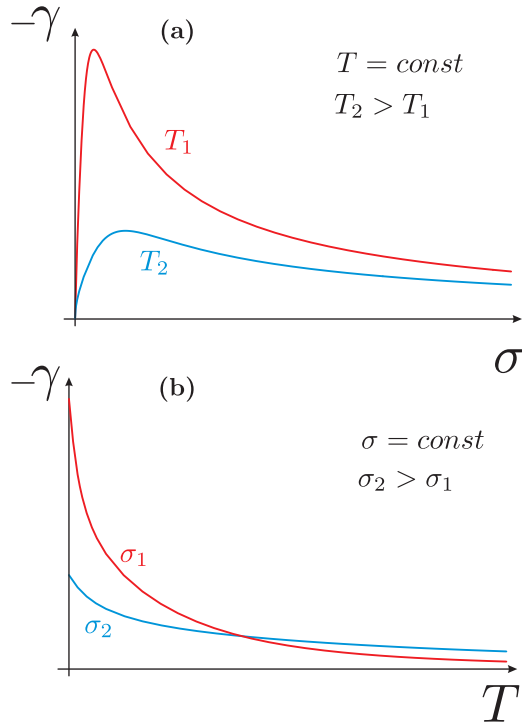 −γ
(a)
T = const
T₂ > T₁
T₁
T₂
σ
−γ
(b)
σ = const
σ₂ > σ₁
σ₁
σ₂
T